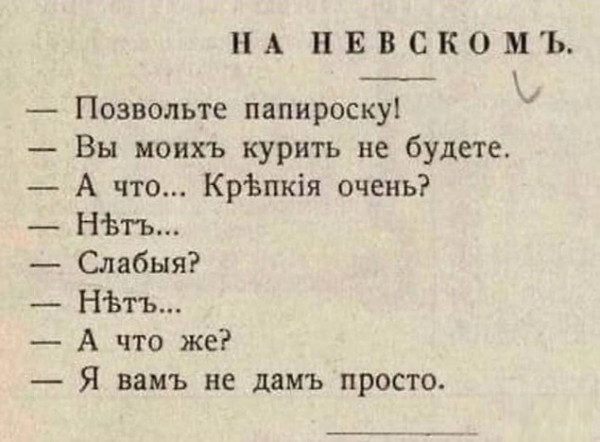 НА НЕВСКОМЪ.
— Позвольте папироску!
— Вы моихъ курить не будете.
— А что... Крѣпкія очень?
— Нѣтъ...
— Слабыя?
— Нѣтъ...
— А что же?
— Я вамъ не дамъ просто.